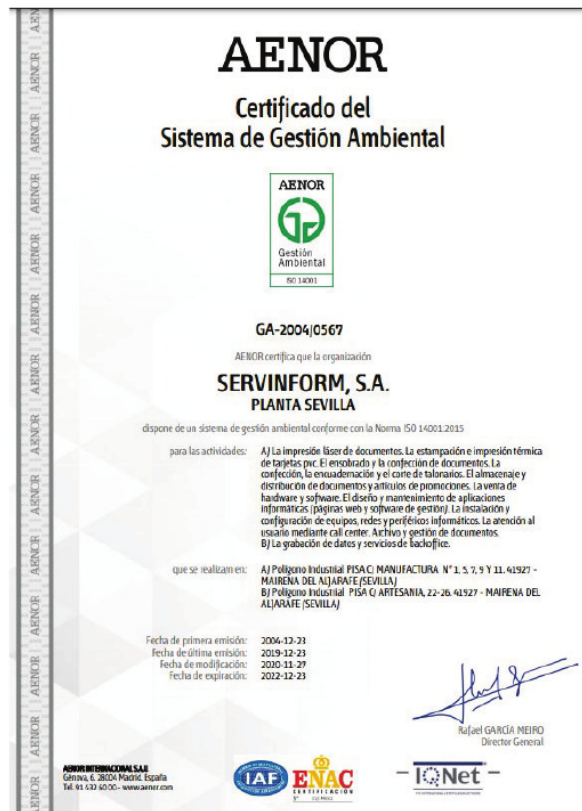 AENOR
Certificado del
Sistema de Gestión Ambiental
AENOR
Gestión
Ambiental
ISO 14001
GA-2004/0567
AENOR certifica que la organización
SERVINFORM, S.A.
PLANTA SEVILLA
dispone de un sistema de gestión ambiental conforme con la Norma ISO 14001:2015
para las actividades: A) La impresión láser de documentos. La estampación e impresión térmica
de tarjetas pvc. El ensobrado y la confección de documentos. La
confección, la encuadernación y el corte de talonarios. El almacenaje y
distribución de documentos y artículos de promociones. La venta de
hardware y software. El diseño y mantenimiento de aplicaciones
informáticas (páginas web y software de gestión). La instalación y
configuración de equipos, redes y periféricos informáticos. La atención al
usuario mediante call center. Archivo y gestión de documentos.
B) La grabación de datos y servicios de backoffice.
que se realizan en: A) Polígono Industrial PISA C/ MANUFACTURA Nº 1, 5, 7, 9 Y 11. 41927 -
MAIRENA DEL ALJARAFE (SEVILLA)
B) Polígono Industrial PISA C/ ARTESANIA, 22-26. 41927 - MAIRENA DEL
ALJARAFE (SEVILLA)
Fecha de primera emisión: 2004-12-23
Fecha de última emisión: 2019-12-23
Fecha de modificación: 2020-11-27
Fecha de expiración: 2022-12-23
Rafael GARCÍA MEIRO
Director General
AENOR INTERNACIONAL S.A.U.
Génova, 6. 28004 Madrid. España
Tel. 91 432 60 00.- www.aenor.com
IAF
ENAC
CERTIFICACIÓN
IQNet